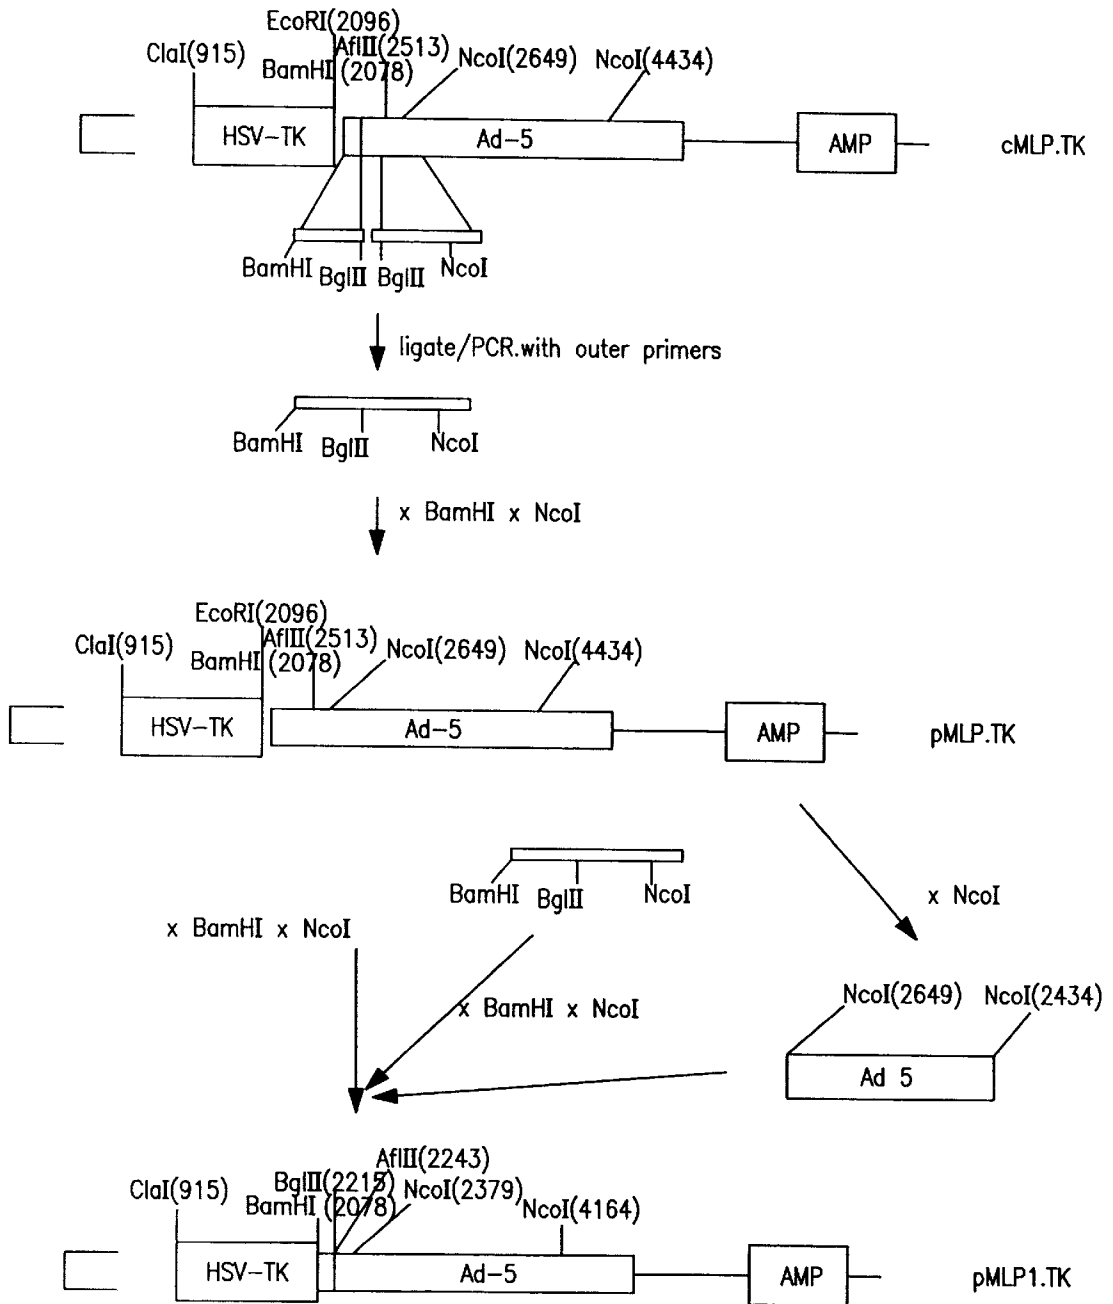 EcoRI(2096)
ClaI(915)
AflII(2513)
BamHI (2078)
NcoI(2649)
NcoI(4434)
HSV-TK
Ad-5
AMP
cMLP.TK
BamHI
BglII
BglII
NcoI
ligate/PCR.with outer primers
BamHI
BglII
NcoI
x BamHI x NcoI
EcoRI(2096)
ClaI(915)
AflII(2513)
BamHI (2078)
NcoI(2649)
NcoI(4434)
HSV-TK
Ad-5
AMP
pMLP.TK
BamHI
BglII
NcoI
x NcoI
x BamHI x NcoI
x BamHI x NcoI
NcoI(2649)
NcoI(2434)
Ad 5
AflII(2243)
ClaI(915)
BglII(2215)
BamHI (2078)
NcoI(2379)
NcoI(4164)
HSV-TK
Ad-5
AMP
pMLP1.TK